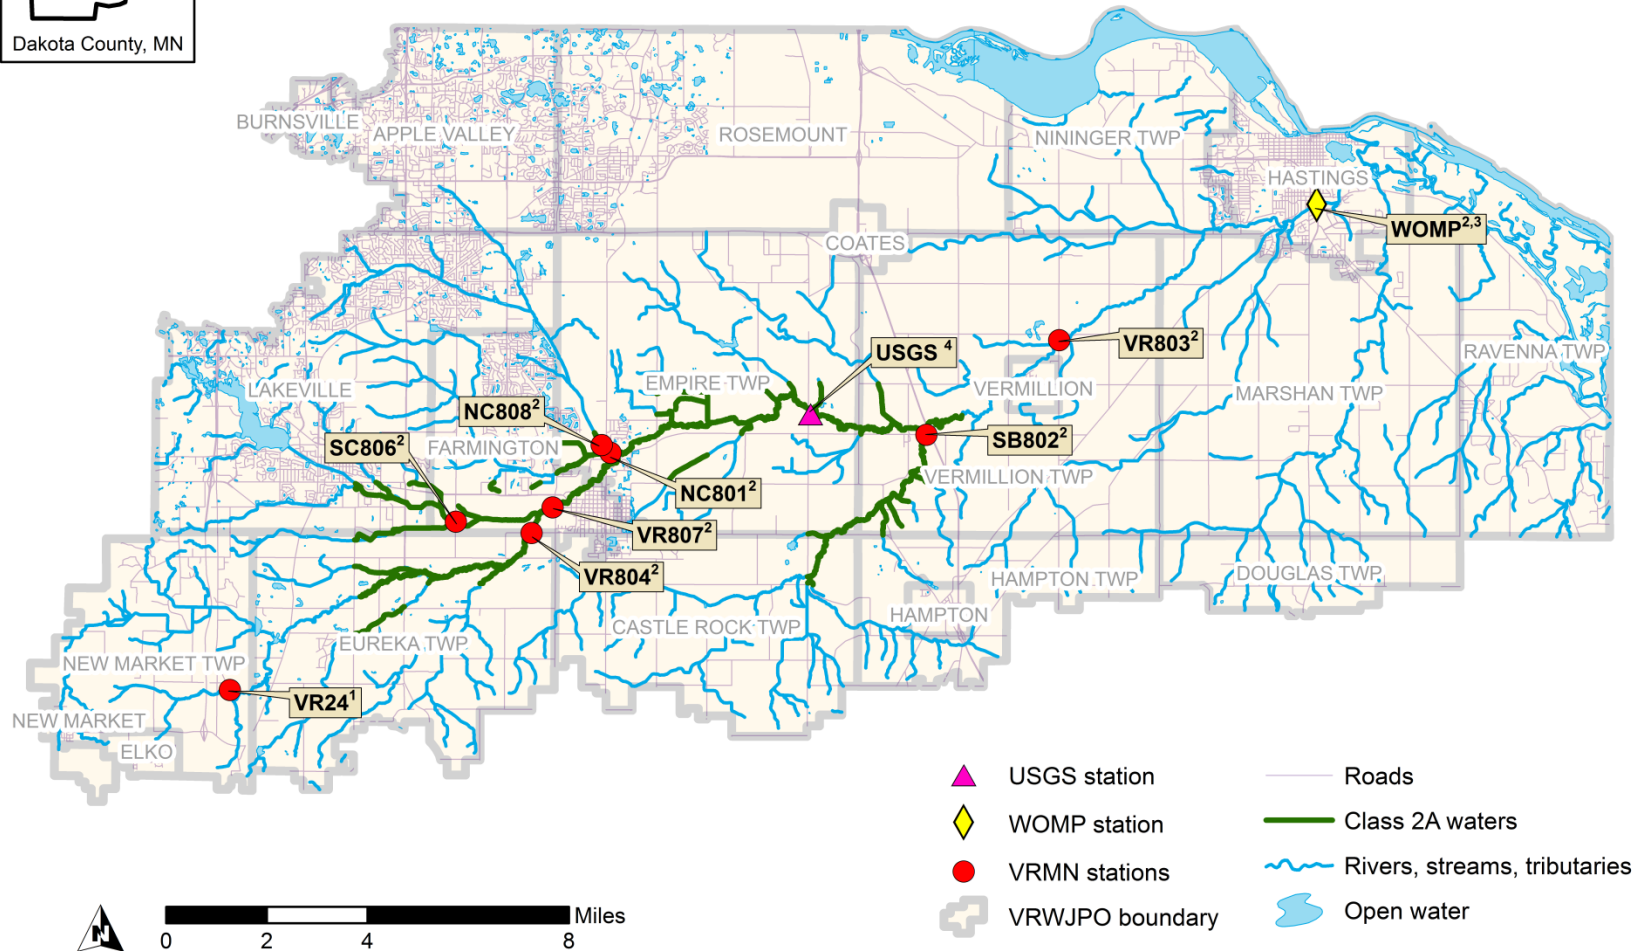 Dakota County, MN
BURNSVILLE
APPLE VALLEY
ROSEMOUNT
NININGER TWP
HASTINGS
WOMP2,3
COATES
USGS 4
VR803²
RAVENNA TWP
EMPIRE TWP
VERMILLION
MARSHAN TWP
LAKEVILLE
NC808²
SC806²
FARMINGTON
SB802²
VERMILLION TWP
NC801²
VR807²
VR804²
HAMPTON TWP
DOUGLAS TWP
HAMPTON
CASTLE ROCK TWP
EUREKA TWP
NEW MARKET TWP
VR24¹
NEW MARKET
ELKO
USGS station
WOMP station
VRMN stations
VRWJPO boundary
Roads
Class 2A waters
Rivers, streams, tributaries
Open water
N
Miles
0 2 4 8